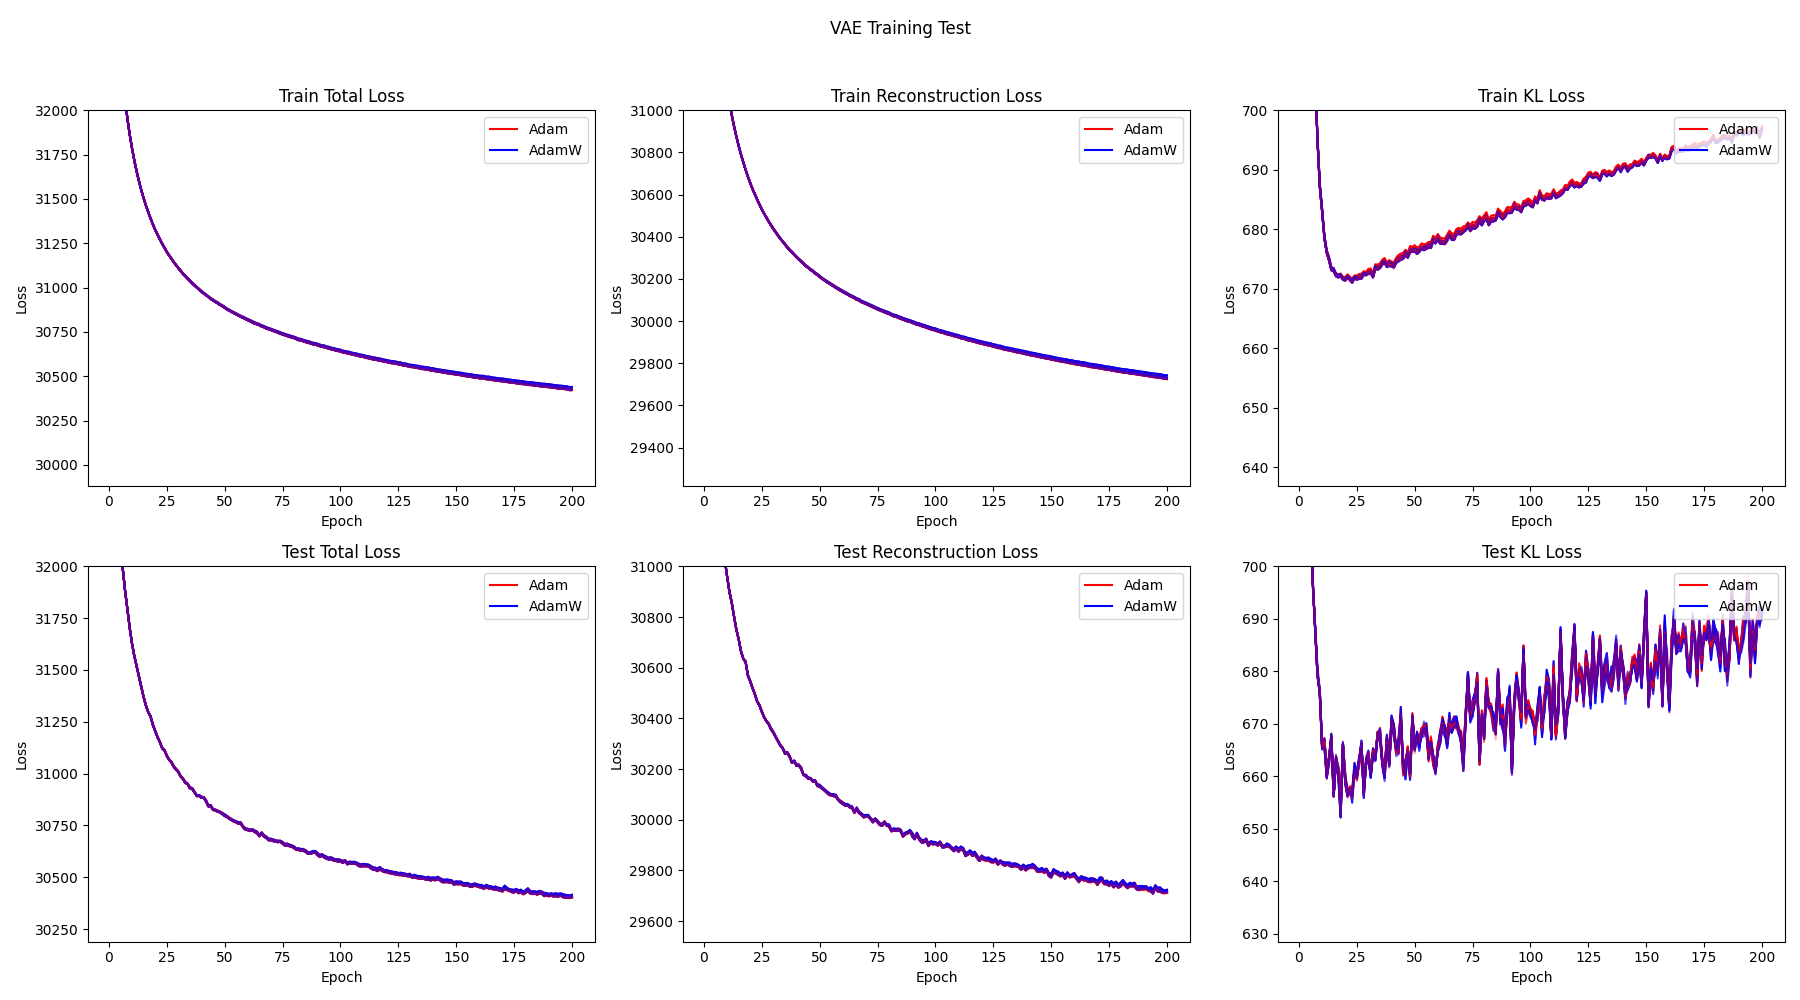 VAE Training Test
Train Total Loss
32000
31750
31500
31250
31000
30750
30500
30250
30000
Loss
0 25 50 75 100 125 150 175 200
Epoch
Adam
AdamW
Train Reconstruction Loss
31000
30800
30600
30400
30200
30000
29800
29600
29400
Loss
0 25 50 75 100 125 150 175 200
Epoch
Adam
AdamW
Train KL Loss
700
690
680
670
660
650
640
Loss
0 25 50 75 100 125 150 175 200
Epoch
Adam
AdamW
Test Total Loss
32000
31750
31500
31250
31000
30750
30500
30250
Loss
0 25 50 75 100 125 150 175 200
Epoch
Adam
AdamW
Test Reconstruction Loss
31000
30800
30600
30400
30200
30000
29800
29600
Loss
0 25 50 75 100 125 150 175 200
Epoch
Adam
AdamW
Test KL Loss
700
690
680
670
660
650
640
630
Loss
0 25 50 75 100 125 150 175 200
Epoch
Adam
AdamW